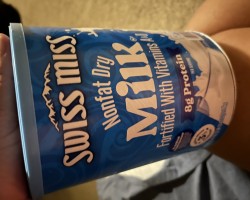 SWISS MISS
Nonfat Dry
Milk
Fortified With Vitamins A &
8g Protein